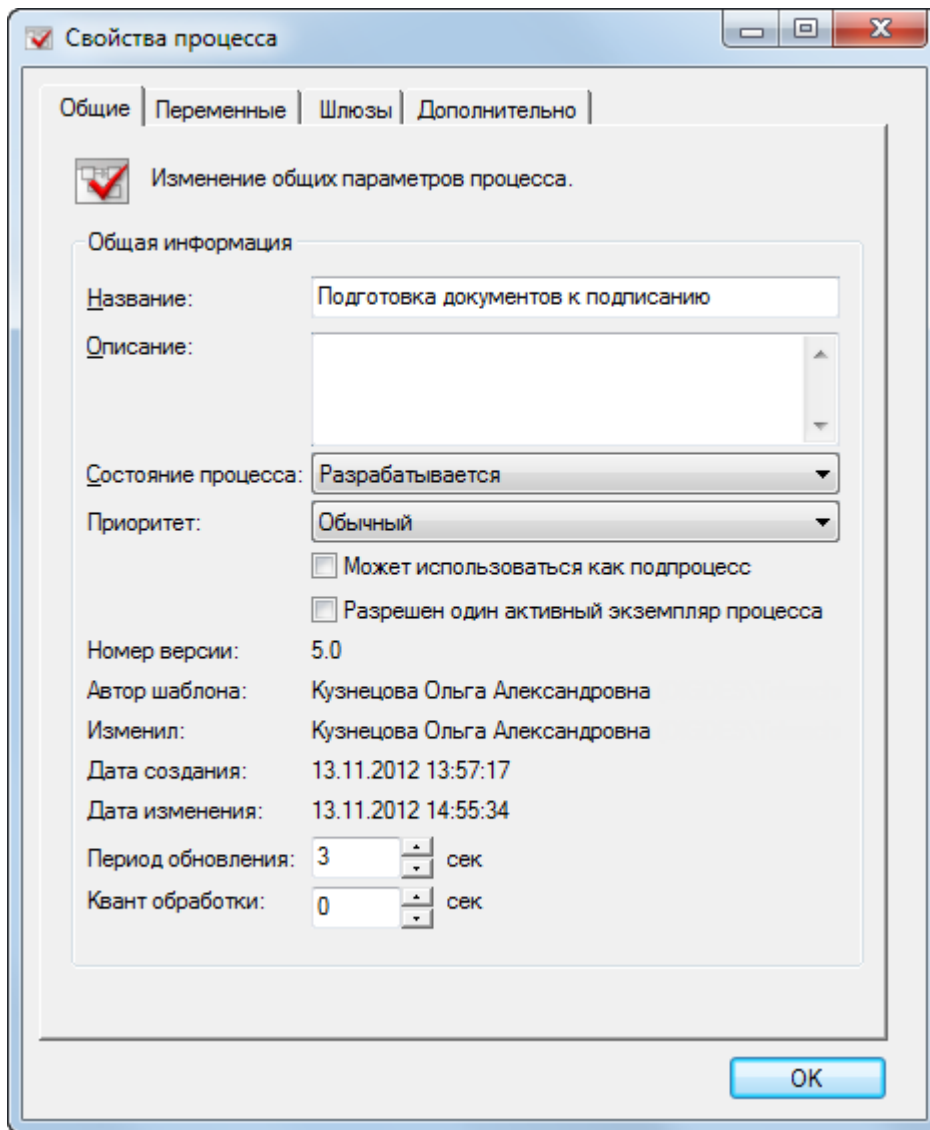 Свойства процесса
Общие Переменные Шлюзы Дополнительно
Изменение общих параметров процесса.
Общая информация
Название: Подготовка документов к подписанию
Описание:
Состояние процесса: Разрабатывается
Приоритет: Обычный
Может использоваться как подпроцесс
Разрешен один активный экземпляр процесса
Номер версии: 5.0
Автор шаблона: Кузнецова Ольга Александровна
Изменил: Кузнецова Ольга Александровна
Дата создания: 13.11.2012 13:57:17
Дата изменения: 13.11.2012 14:55:34
Период обновления: 3 сек
Квант обработки: 0 сек
OK